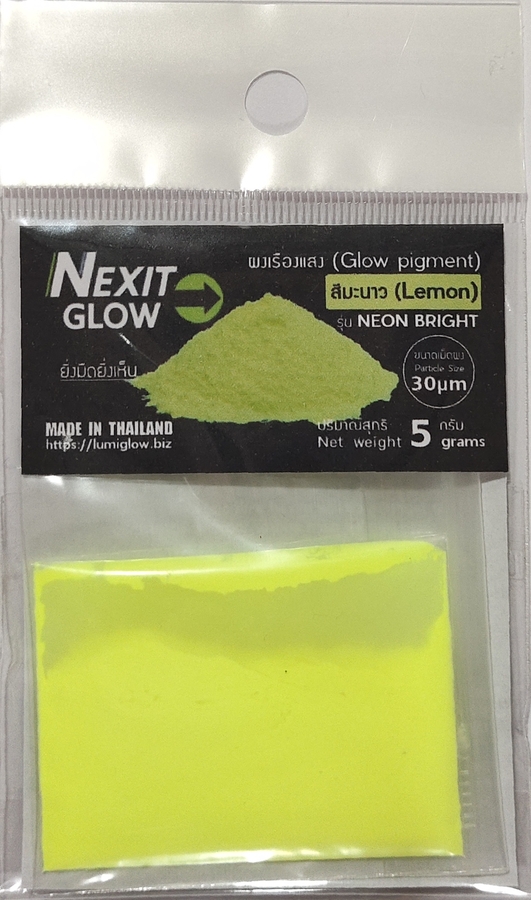 NEXIT
GLOW
ผงเรืองแสง (Glow pigment)
สีมะนาว (Lemon)
รุ่น NEON BRIGHT
ยิ่งมืดยิ่งเห็น
ขนาดเม็ดผง
Particle Size
30μm
MADE IN THAILAND
https://lumiglow.biz
ปริมาณสุทธิ 5 กรัม
Net weight grams